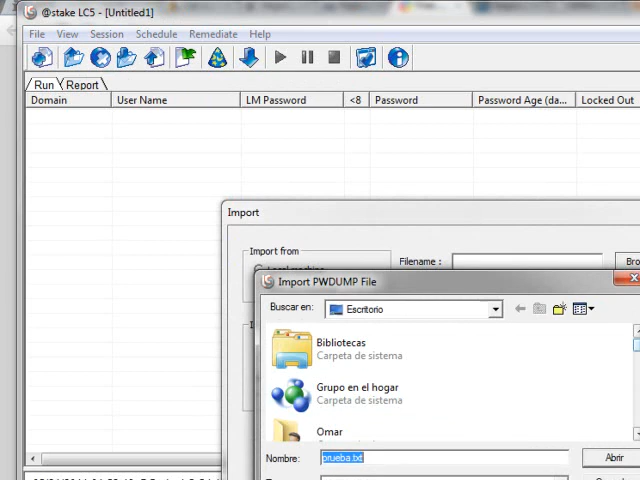 @stake LC5 - [Untitled1]
File View Session Schedule Remediate Help
Run Report
Domain User Name LM Password <8 Password Password Age (da... Locked Out
Import
Import from
Filename :
Bro
Local machine
Import PWDUMP File
Buscar en: Escritorio
Bibliotecas
Carpeta de sistema
Grupo en el hogar
Carpeta de sistema
Omar
Nombre: prueba.txt
Abrir